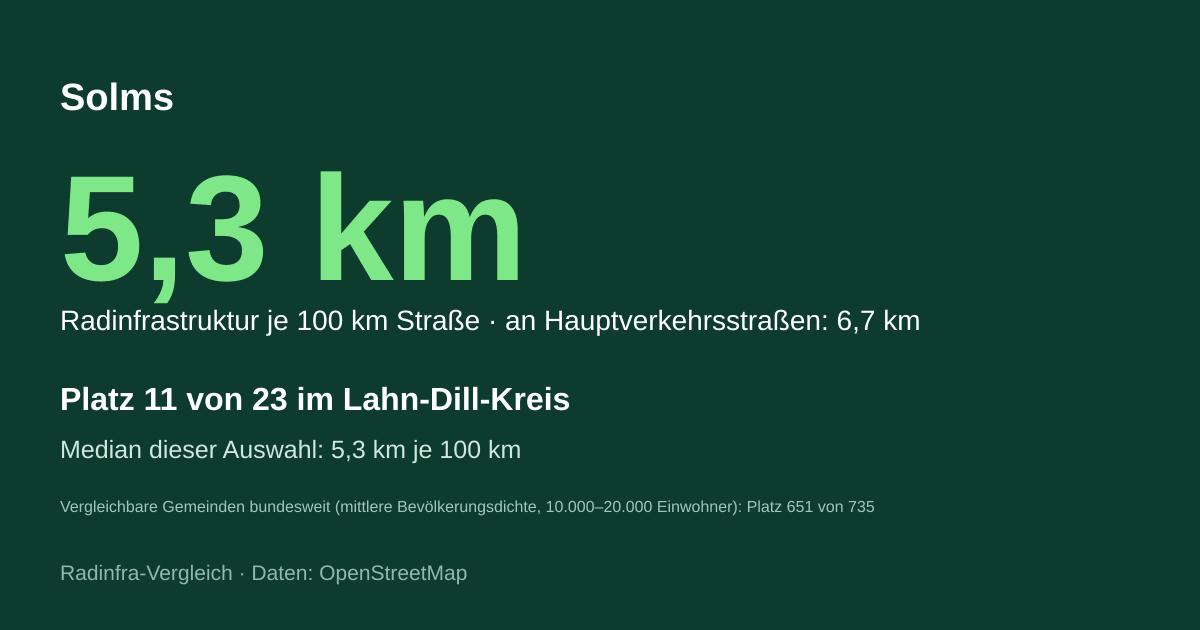 Solms
5,3 km
Radinfrastruktur je 100 km Straße · an Hauptverkehrsstraßen: 6,7 km
Platz 11 von 23 im Lahn-Dill-Kreis
Median dieser Auswahl: 5,3 km je 100 km
Vergleichbare Gemeinden bundesweit (mittlere Bevölkerungsdichte, 10.000–20.000 Einwohner): Platz 651 von 735
Radinfra-Vergleich · Daten: OpenStreetMap